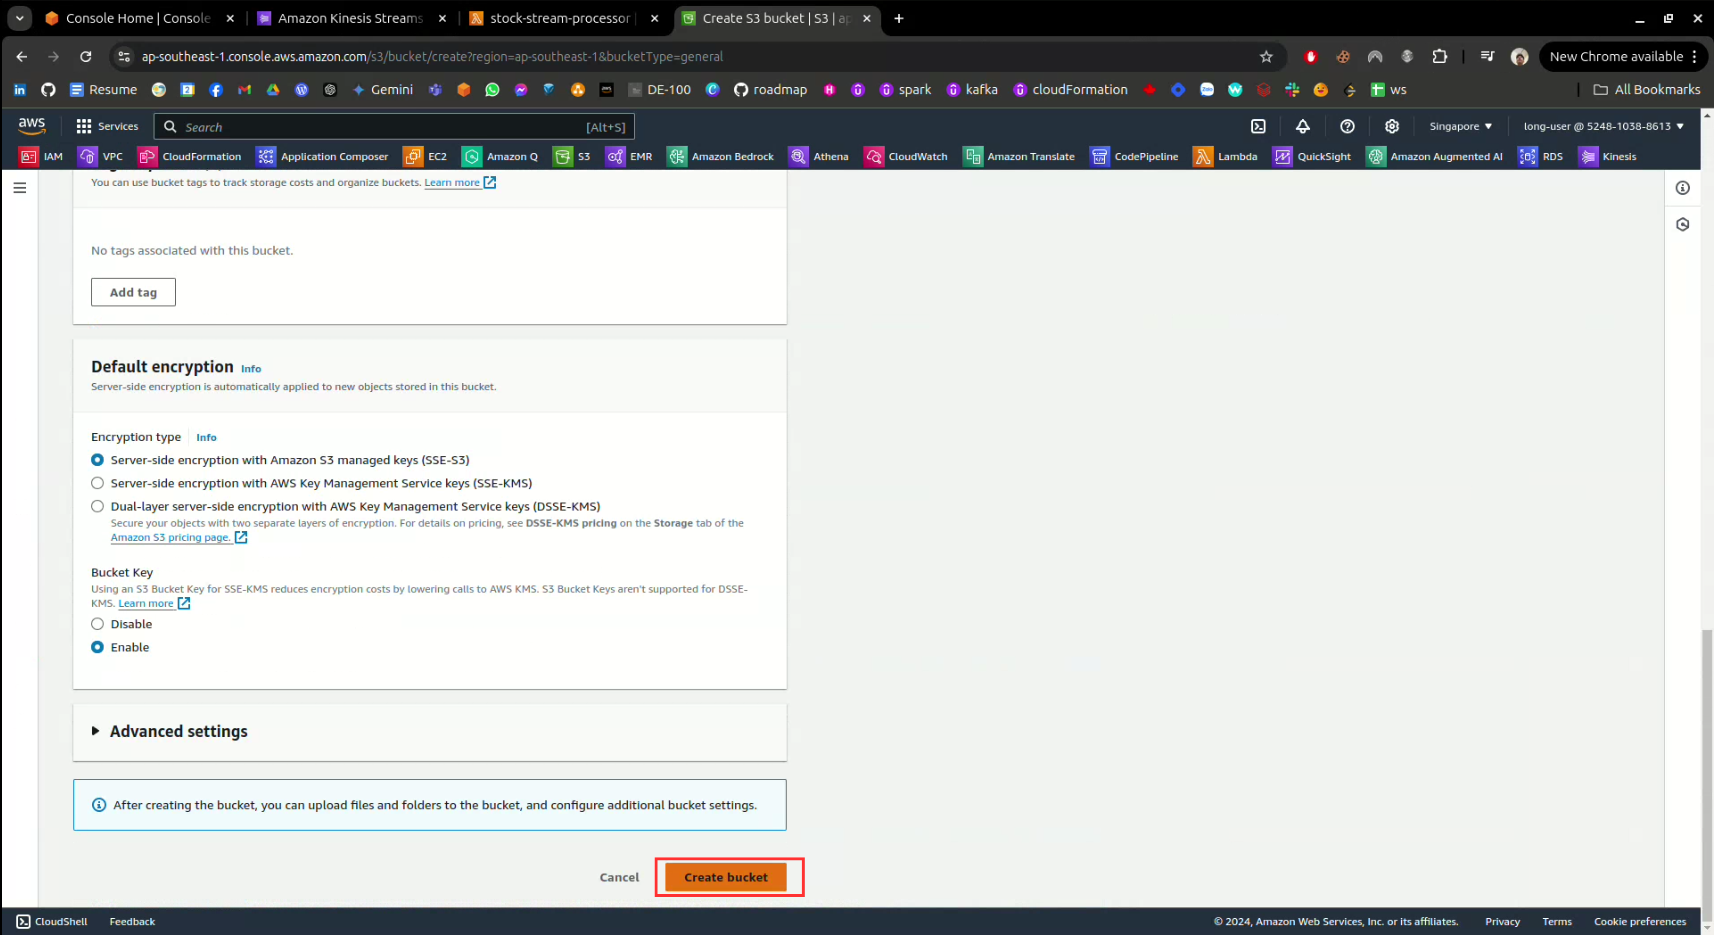 Console Home | Console
Amazon Kinesis Streams
stock-stream-processor
Create S3 bucket | S3 | ap
ap-southeast-1.console.aws.amazon.com/s3/bucket/create?region=ap-southeast-1&bucketType=general
New Chrome available
Resume
Gemini
DE-100
roadmap
spark
kafka
cloudFormation
ws
All Bookmarks
aws
Services
Search
[Alt+S]
Singapore
long-user @ 5248-1038-8613
IAM
VPC
CloudFormation
Application Composer
EC2
Amazon Q
S3
EMR
Amazon Bedrock
Athena
CloudWatch
Amazon Translate
CodePipeline
Lambda
QuickSight
Amazon Augmented AI
RDS
Kinesis
You can use bucket tags to track storage costs and organize buckets. Learn more
No tags associated with this bucket.
Add tag
Default encryption Info
Server-side encryption is automatically applied to new objects stored in this bucket.
Encryption type Info
Server-side encryption with Amazon S3 managed keys (SSE-S3)
Server-side encryption with AWS Key Management Service keys (SSE-KMS)
Dual-layer server-side encryption with AWS Key Management Service keys (DSSE-KMS)
Secure your objects with two separate layers of encryption. For details on pricing, see DSSE-KMS pricing on the Storage tab of the
Amazon S3 pricing page.
Bucket Key
Using an S3 Bucket Key for SSE-KMS reduces encryption costs by lowering calls to AWS KMS. S3 Bucket Keys aren't supported for DSSE-
KMS. Learn more
Disable
Enable
Advanced settings
After creating the bucket, you can upload files and folders to the bucket, and configure additional bucket settings.
Cancel
Create bucket
CloudShell
Feedback
© 2024, Amazon Web Services, Inc. or its affiliates.
Privacy
Terms
Cookie preferences